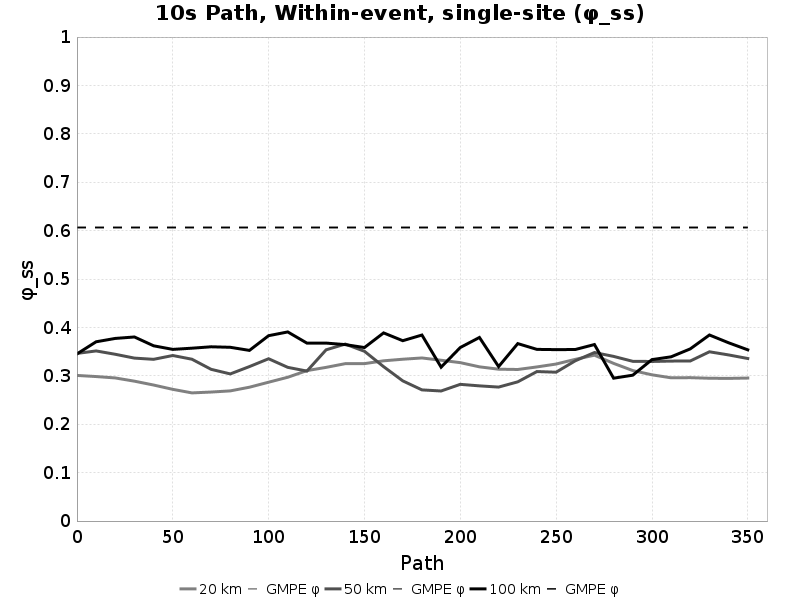 10s Path, Within-event, single-site (φ_ss)
1
0.9
0.8
0.7
0.6
0.5
0.4
0.3
0.2
0.1
0
φ_ss
0 50 100 150 200 250 300 350
Path
20 km GMPE φ 50 km GMPE φ 100 km GMPE φ